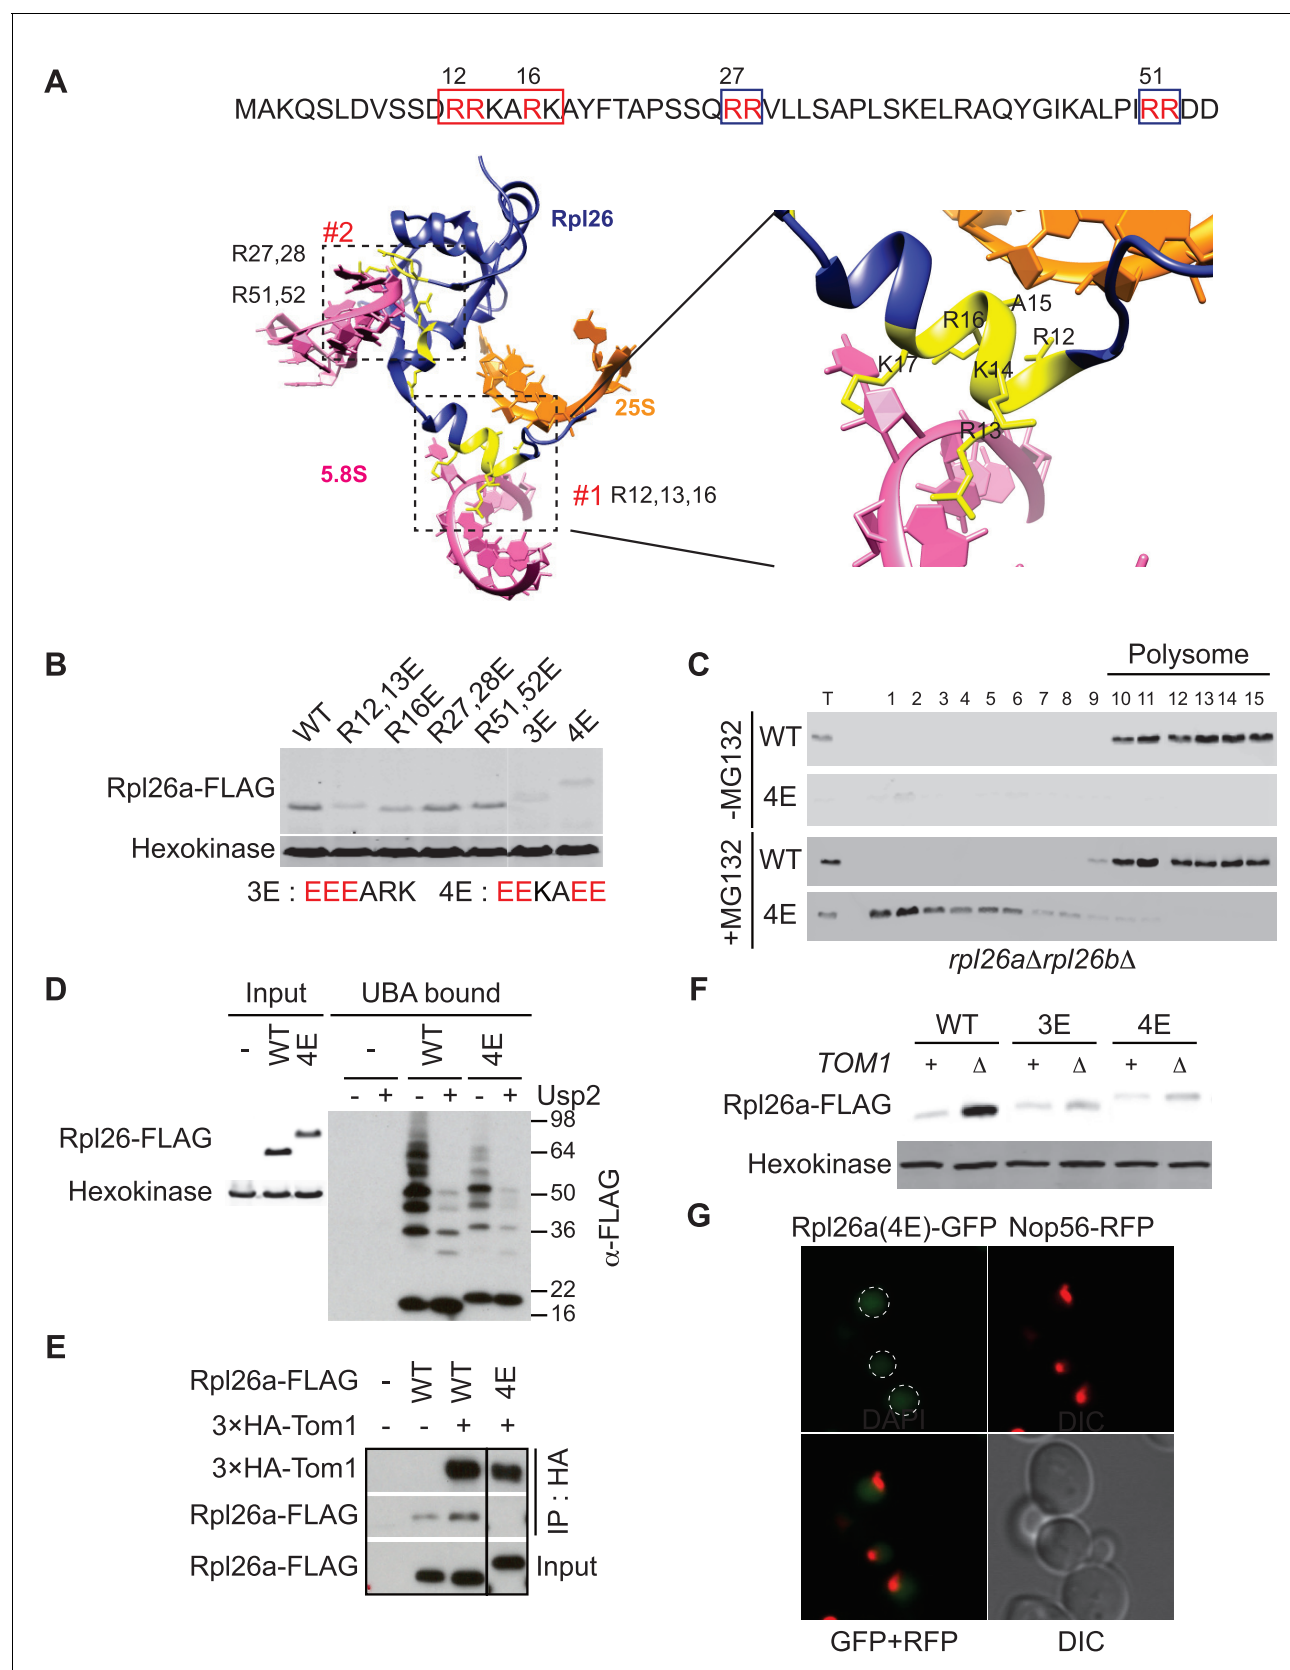 A
12 16 27 51
MAKQSLDVSSDRRKARKAYFTAPSSQRRVLLSAPLSKELRAQYGIKALPIRRDD
#2
R27,28
R51,52
Rpl26
25S
5.8S
#1 R12,13,16
A15
R16
R12
K17
K14
R13
B
WT R12,13E R16E R27,28E R51,52E 3E 4E
Rpl26a-FLAG
Hexokinase
3E : EEEARK 4E : EEKAEE
C
Polysome
T 1 2 3 4 5 6 7 8 9 10 11 12 13 14 15
-MG132
WT
4E
+MG132
WT
4E
rpl26aΔrpl26bΔ
D
Input UBA bound
- WT 4E - WT 4E
- + - + - + Usp2
Rpl26-FLAG
Hexokinase
98
64
50
36
22
16
α-FLAG
E
Rpl26a-FLAG - WT WT 4E
3×HA-Tom1 - - + +
3×HA-Tom1
Rpl26a-FLAG
IP : HA
Rpl26a-FLAG Input
F
WT 3E 4E
TOM1 + Δ + Δ + Δ
Rpl26a-FLAG
Hexokinase
G
Rpl26a(4E)-GFP Nop56-RFP
DAPI DIC
GFP+RFP DIC